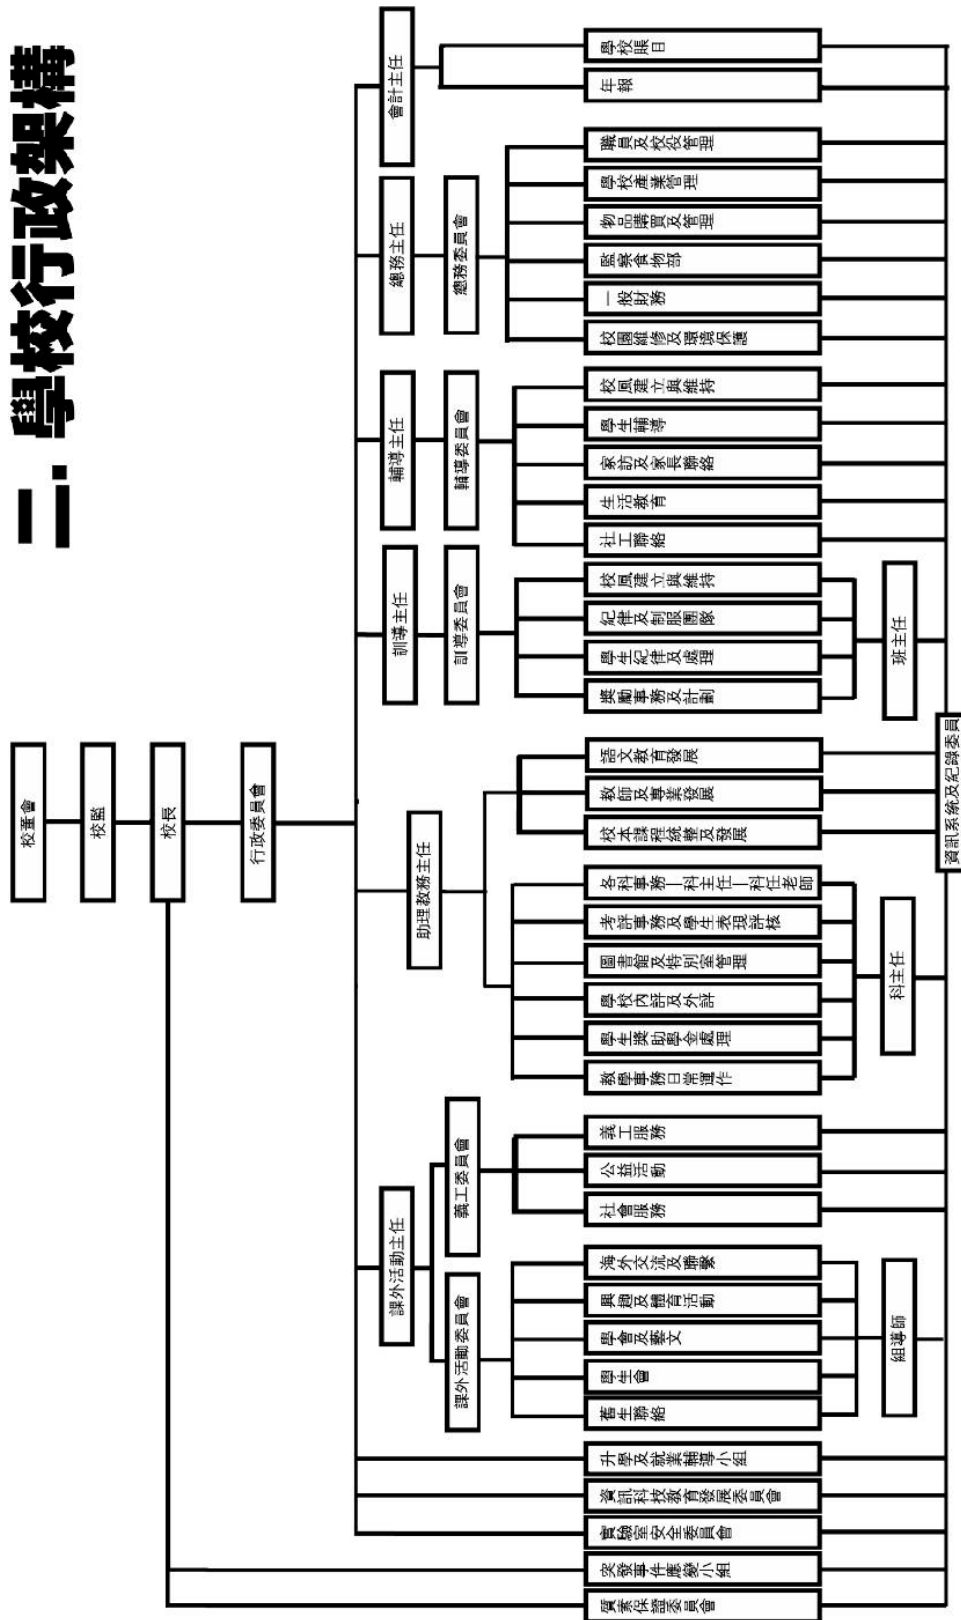 二. 學校行政架構
校董會
校監
校長
行政委員會
課外活動主任
助理教務主任
訓導主任
輔導主任
總務主任
會計主任
課外活動委員會
義工委員會
訓導委員會
輔導委員會
總務委員會
質素保證委員會
突發事件應變小組
實驗室安全委員會
資訊科技教育發展委員會
升學及就業輔導小組
舊生聯絡
學生會
學會及藝文
興趣及體育活動
海外交流及聯繫
社會服務
公益活動
義工服務
教學事務日常運作
學生獎助學金處理
學校內評及外評
圖書館及特別室管理
考評事務及學生表現評核
各科事務—科主任—科任老師
校本課程統整及發展
教師及專業發展
語文教育發展
獎勵事務及計劃
學生紀律及處理
紀律及制服團隊
校風建立與維持
社工聯絡
生活教育
家訪及家長聯絡
學生輔導
校風建立與維持
校園維修及環境保護
一般財務
監察食物部
物品購買及管理
學校產業管理
職員及校役管理
年報
學校賬目
組導師
科主任
班主任
資訊系統及紀錄委員